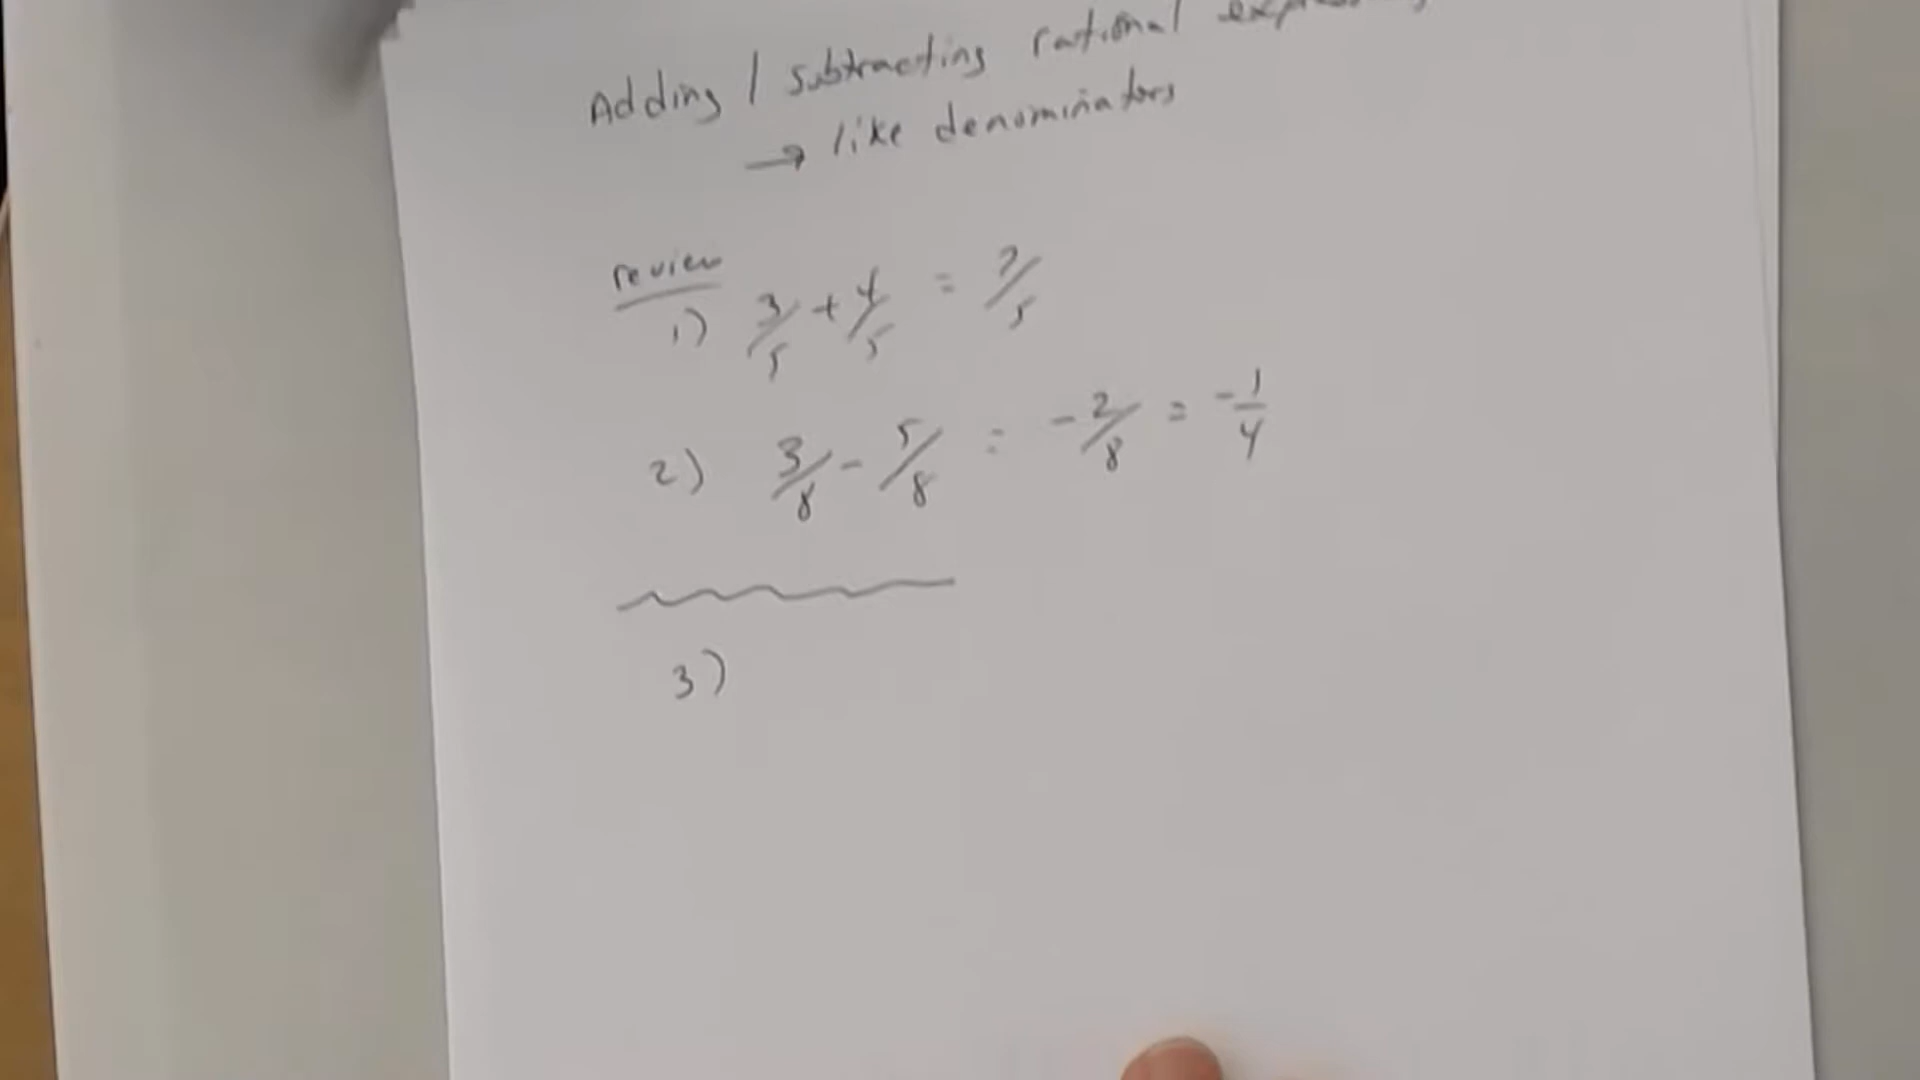 Adding / subtracting rational
→ like denominators
review
1) 3/5 + 4/5 = 7/5
2) 3/8 - 5/8 = -2/8 = -1/4
3)